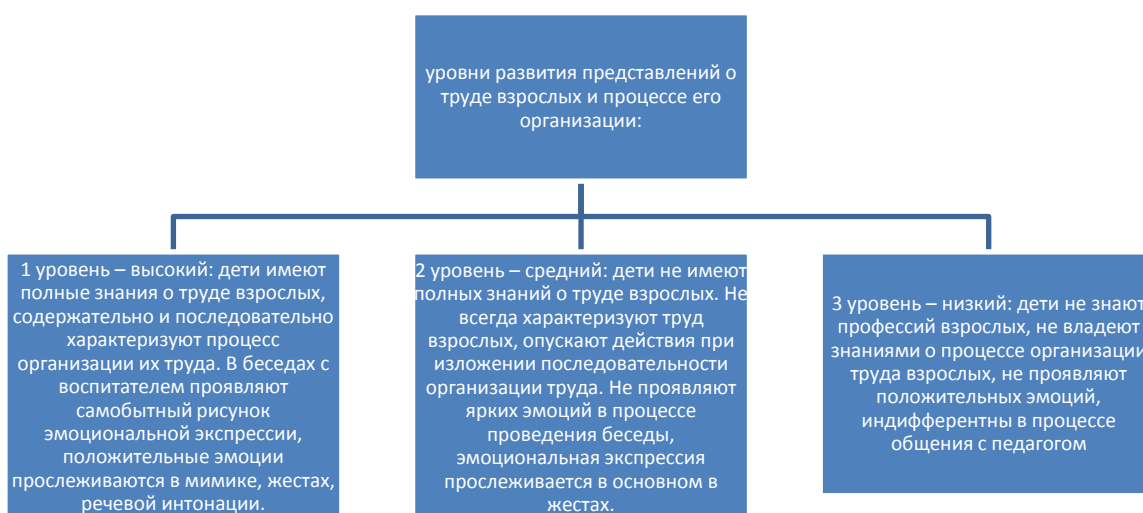 уровни развития представлений о
труде взрослых и процессе его
организации:
1 уровень – высокий: дети имеют
полные знания о труде взрослых,
содержательно и последовательно
характеризуют процесс
организации их труда. В беседах с
воспитателем проявляют
самобытный рисунок
эмоциональной экспрессии,
положительные эмоции
прослеживаются в мимике, жестах,
речевой интонации.
2 уровень – средний: дети не имеют
полных знаний о труде взрослых. Не
всегда характеризуют труд
взрослых, опускают действия при
изложении последовательности
организации труда. Не проявляют
ярких эмоций в процессе
проведения беседы,
эмоциональная экспрессия
прослеживается в основном в
жестах.
3 уровень – низкий: дети не знают
профессий взрослых, не владеют
знаниями о процессе организации
труда взрослых, не проявляют
положительных эмоций,
индифферентны в процессе
общения с педагогом